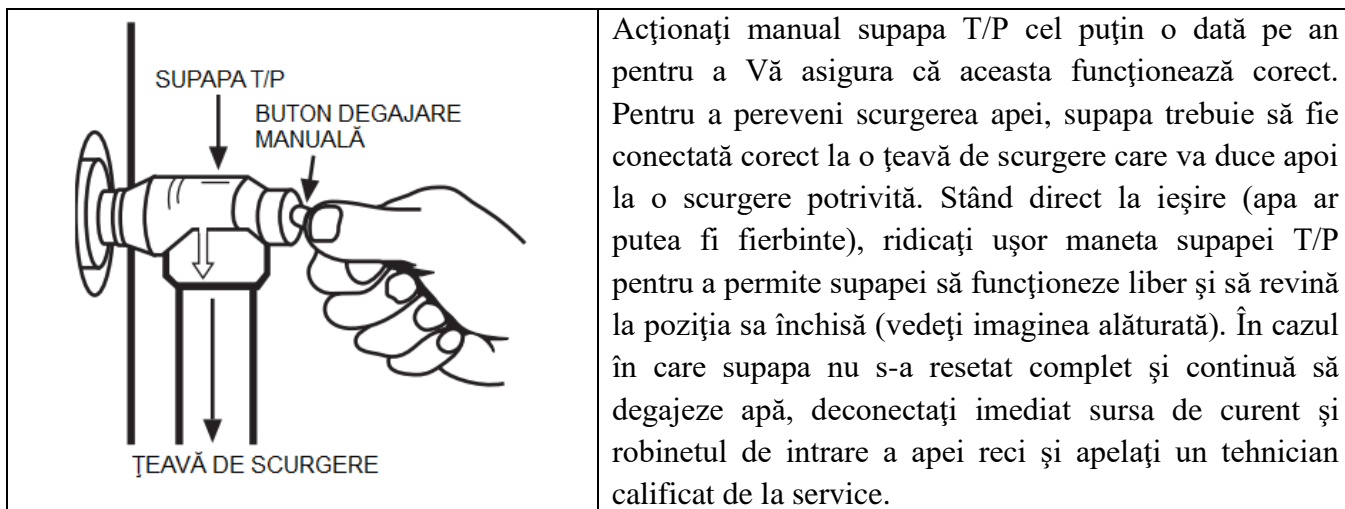 SUPAPA T/P
BUTON DEGAJARE
MANUALĂ
ŢEAVĂ DE SCURGERE
Acţionaţi manual supapa T/P cel puţin o dată pe an
pentru a Vă asigura că aceasta funcţionează corect.
Pentru a pereveni scurgerea apei, supapa trebuie să fie
conectată corect la o ţeavă de scurgere care va duce apoi
la o scurgere potrivită. Stând direct la ieşire (apa ar
putea fi fierbinte), ridicaţi uşor maneta supapei T/P
pentru a permite supapei să funcţioneze liber şi să revină
la poziţia sa închisă (vedeţi imaginea alăturată). În cazul
în care supapa nu s-a resetat complet şi continuă să
degajeze apă, deconectaţi imediat sursa de curent şi
robinetul de intrare a apei reci şi apelaţi un tehnician
calificat de la service.